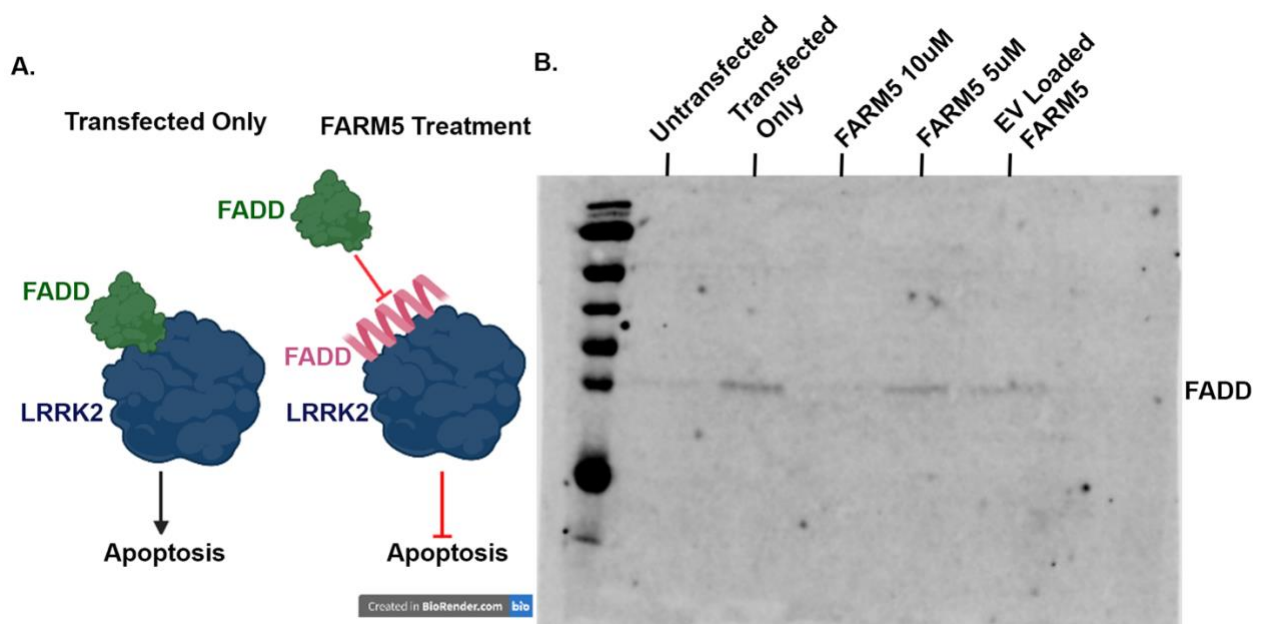 A.
Transfected Only
FARM5 Treatment
FADD
FADD
FADD
LRRK2
LRRK2
Apoptosis
Apoptosis
Created in BioRender.com bio
B.
Untransfected
Transfected
Only
FARM5 10uM
FARM5 5uM
EV Loaded
FARM5
FADD